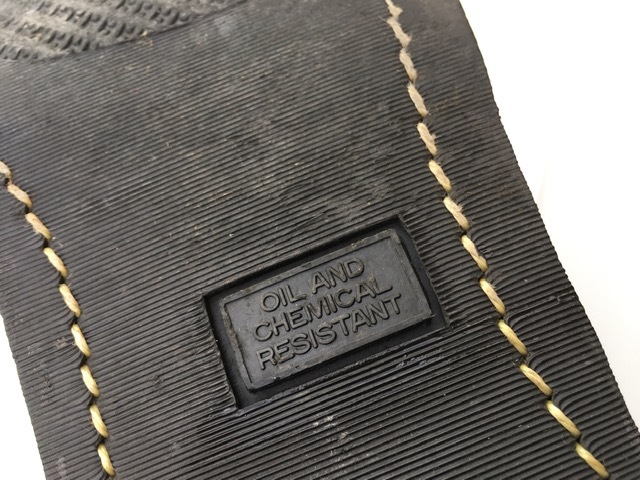 OIL AND
CHEMICAL
RESISTANT